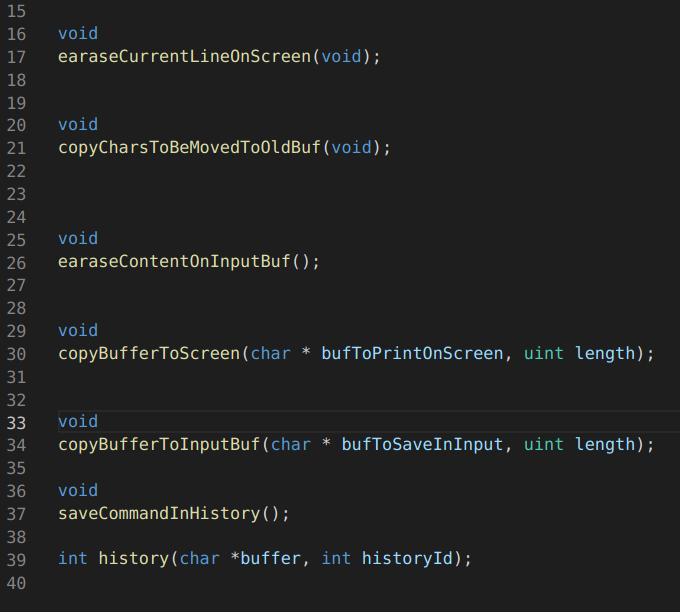 15
16 void
17 earaseCurrentLineOnScreen(void);
18
19
20 void
21 copyCharsToBeMovedToOldBuf(void);
22
23
24
25 void
26 earaseContentOnInputBuf();
27
28
29 void
30 copyBufferToScreen(char * bufToPrintOnScreen, uint length);
31
32
33 void
34 copyBufferToInputBuf(char * bufToSaveInInput, uint length);
35
36 void
37 saveCommandInHistory();
38
39 int history(char *buffer, int historyId);
40